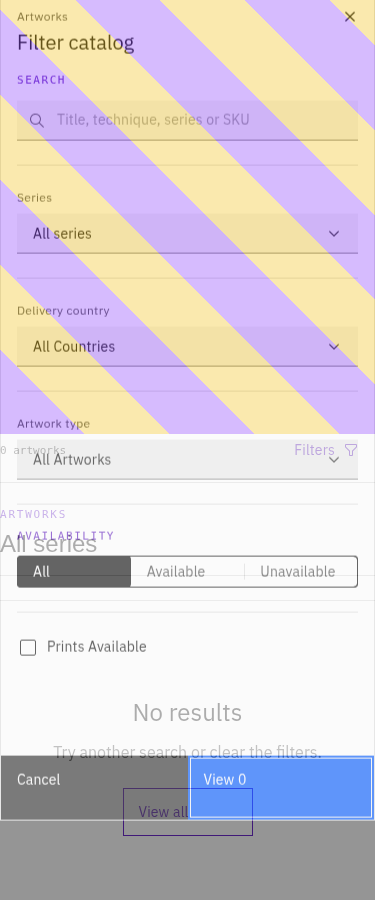 Artworks
Filter catalog
SEARCH
Title, technique, series or SKU
Series
All series
Delivery country
All Countries
Artwork type
0 artworks
Filters
All Artworks
ARTWORKS
AVAILABILITY
All series
All
Available
Unavailable
Prints Available
No results
Try another search or clear the filters.
Cancel
View 0
View all